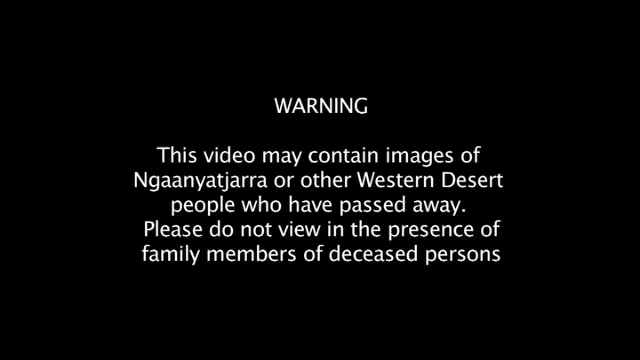 WARNING
This video may contain images of
Ngaanyatjarra or other Western Desert
people who have passed away.
Please do not view in the presence of
family members of deceased persons